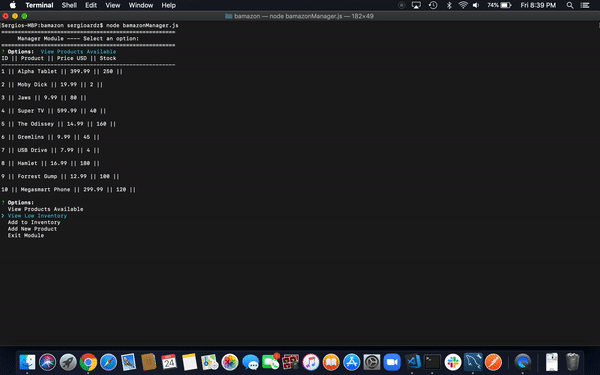 Terminal Shell Edit View Window Help 74% Fri 8:39 PM
bamazon — node bamazonManager.js — 182×49
[Sergios-MBP:bamazon sergioardz$ node bamazonManager.js
==================================================
Manager Module ---- Select an option:
==================================================
? Options: View Products Available
ID || Product || Price USD || Stock
--------------------------------------------------
1 || Alpha Tablet || 399.99 || 250 ||
2 || Moby Dick || 19.99 || 2 ||
3 || Jaws || 9.99 || 80 ||
4 || Super TV || 599.99 || 40 ||
5 || The Odissey || 14.99 || 160 ||
6 || Gremlins || 9.99 || 45 ||
7 || USB Drive || 7.99 || 4 ||
8 || Hamlet || 16.99 || 180 ||
9 || Forrest Gump || 12.99 || 100 ||
10 || Megasmart Phone || 299.99 || 120 ||
? Options:
View Products Available
❯ View Low Inventory
Add to Inventory
Add New Product
Exit Module
24